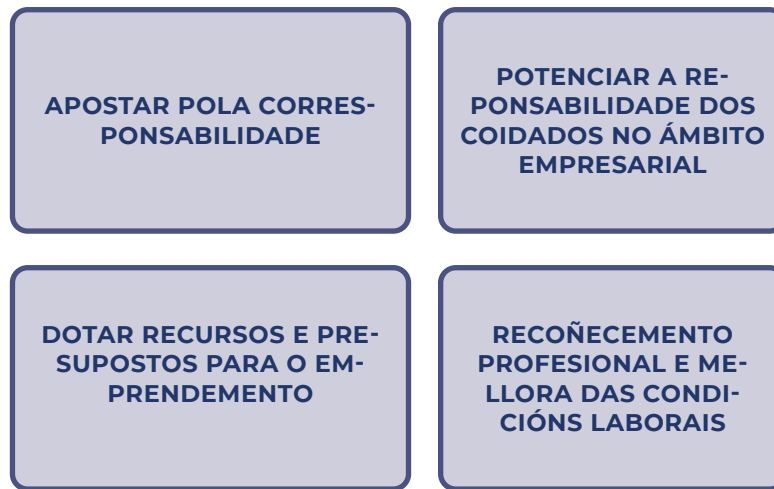 APOSTAR POLA CORRES-
PONSABILIDADE
POTENCIAR A RE-
PONSABILIDADE DOS
COIDADOS NO ÁMBITO
EMPRESARIAL
DOTAR RECURSOS E PRE-
SUPOSTOS PARA O EM-
PRENDEMENTO
RECOÑECEMENTO
PROFESIONAL E ME-
LLORA DAS CONDI-
CIÓNS LABORAIS